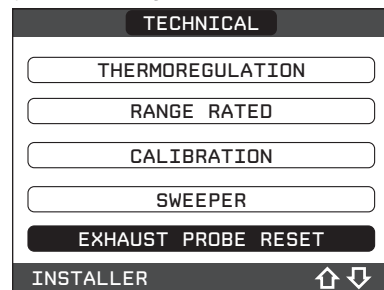 TECHNICAL
THERMOREGULATION
RANGE RATED
CALIBRATION
SWEEPER
EXHAUST PROBE RESET
INSTALLER